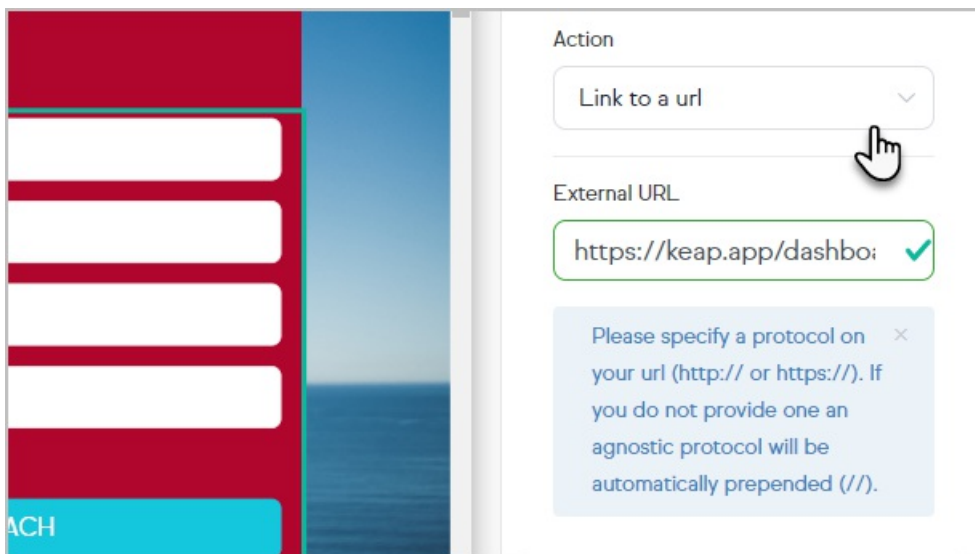 Action
Link to a url
External URL
https://keap.app/dashboa
Please specify a protocol on
your url (http:// or https://). If
you do not provide one an
agnostic protocol will be
automatically prepended (//).
ACH